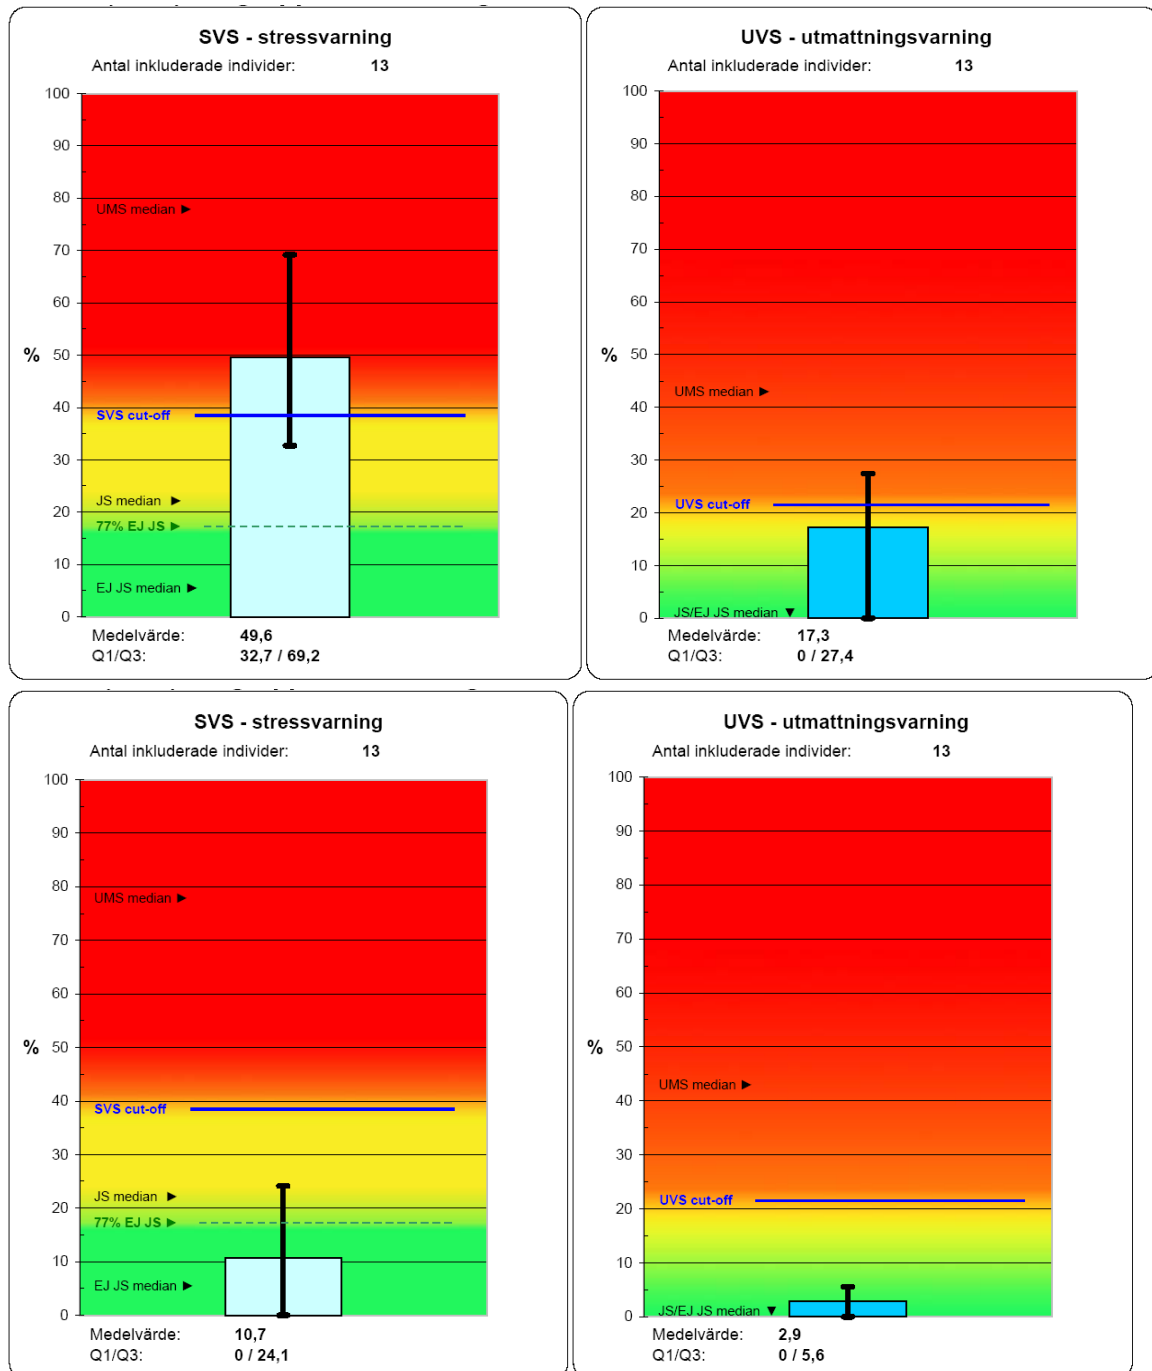 SVS - stressvarning
Antal inkluderade individer: 13
100
90
80
UMS median ►
70
60
%
50
40
SVS cut-off
30
JS median ►
20
77% EJ JS ►
10
EJ JS median ►
0
Medelvärde: 49,6
Q1/Q3: 32,7 / 69,2
UVS - utmattningsvarning
Antal inkluderade individer: 13
100
90
80
70
60
%
50
UMS median ►
40
30
UVS cut-off
20
10
JS/EJ JS median ▼
0
Medelvärde: 17,3
Q1/Q3: 0 / 27,4
SVS - stressvarning
Antal inkluderade individer: 13
100
90
80
UMS median ►
70
60
%
50
40
SVS cut-off
30
JS median ►
20
77% EJ JS ►
10
EJ JS median ►
0
Medelvärde: 10,7
Q1/Q3: 0 / 24,1
UVS - utmattningsvarning
Antal inkluderade individer: 13
100
90
80
70
60
%
50
UMS median ►
40
30
UVS cut-off
20
10
JS/EJ JS median ▼
0
Medelvärde: 2,9
Q1/Q3: 0 / 5,6